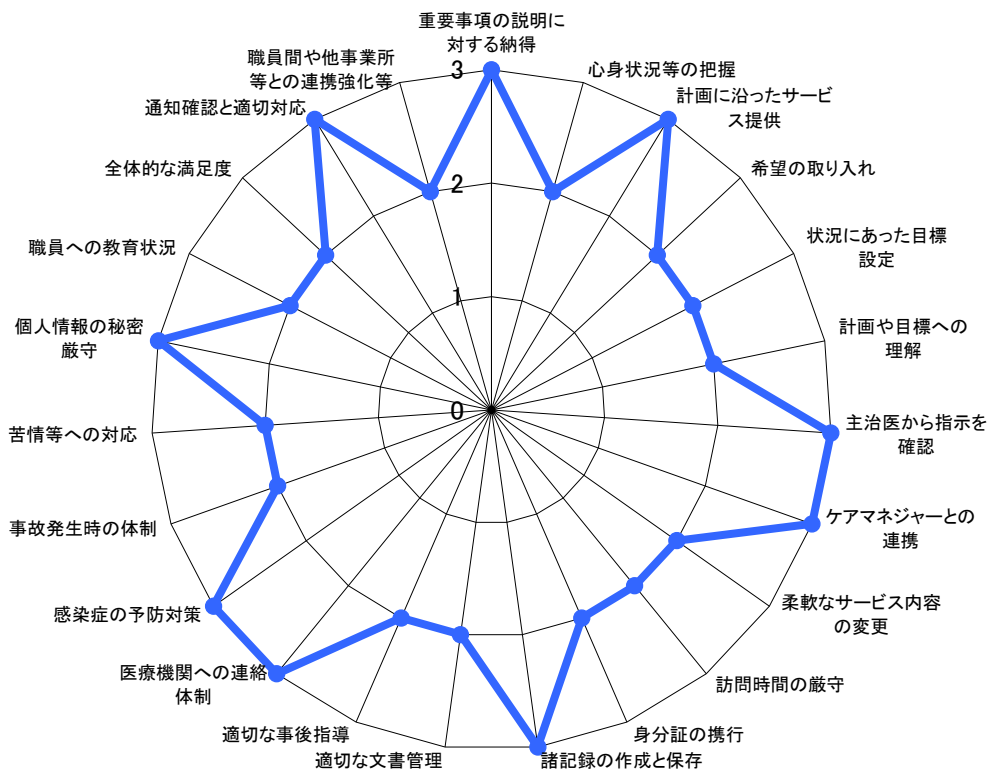 重要事項の説明に
対する納得
心身状況等の把握
計画に沿ったサービ
ス提供
希望の取り入れ
状況にあった目標
設定
計画や目標への
理解
主治医から指示を
確認
ケアマネジャーとの
連携
柔軟なサービス内容
の変更
訪問時間の厳守
身分証の携行
諸記録の作成と保存
適切な文書管理
適切な事後指導
医療機関への連絡
体制
感染症の予防対策
事故発生時の体制
苦情等への対応
個人情報の秘密
厳守
職員への教育状況
全体的な満足度
通知確認と適切対応
職員間や他事業所
等との連携強化等
3
2
1
0